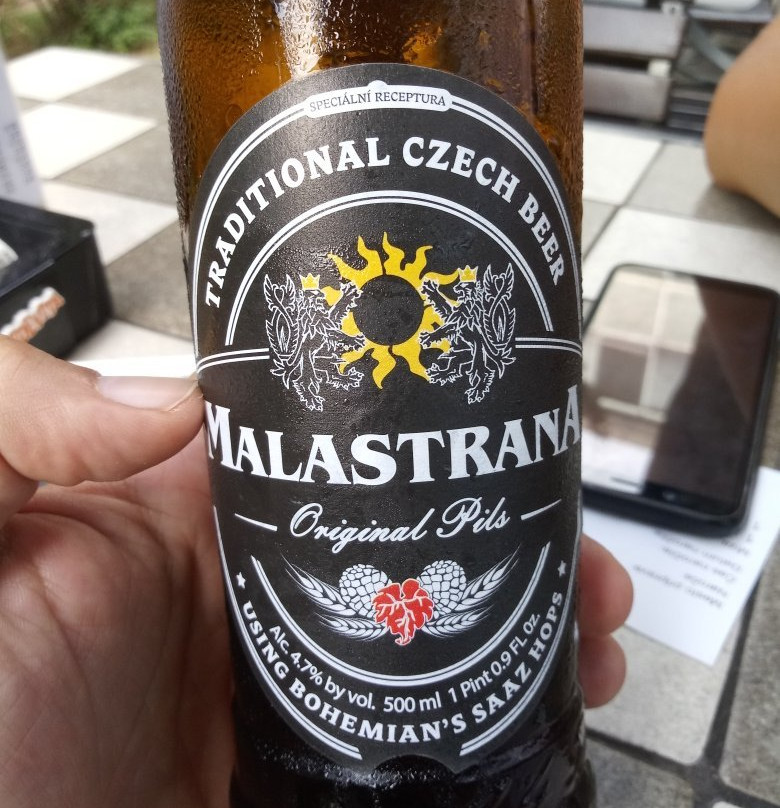 SPECIÁLNÍ RECEPTURA
TRADITIONAL CZECH BEER
MALASTRANA
Original Pils
Alc. 4,7% by vol. 500 ml 1 Pint 0.9 FL OZ
★ USING BOHEMIAN'S SAAZ HOPS ★